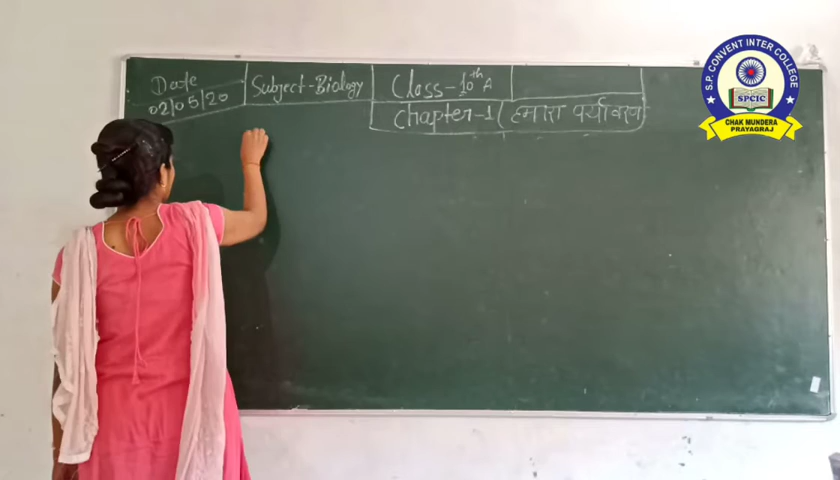 Date
02/05/20
Subject-Biology
Class-10th A
Chapter-1 (हमारा पर्यावरण)
S.P. CONVENT INTER COLLEGE
SPCIC
CHAK MUNDERA
PRAYAGRAJ